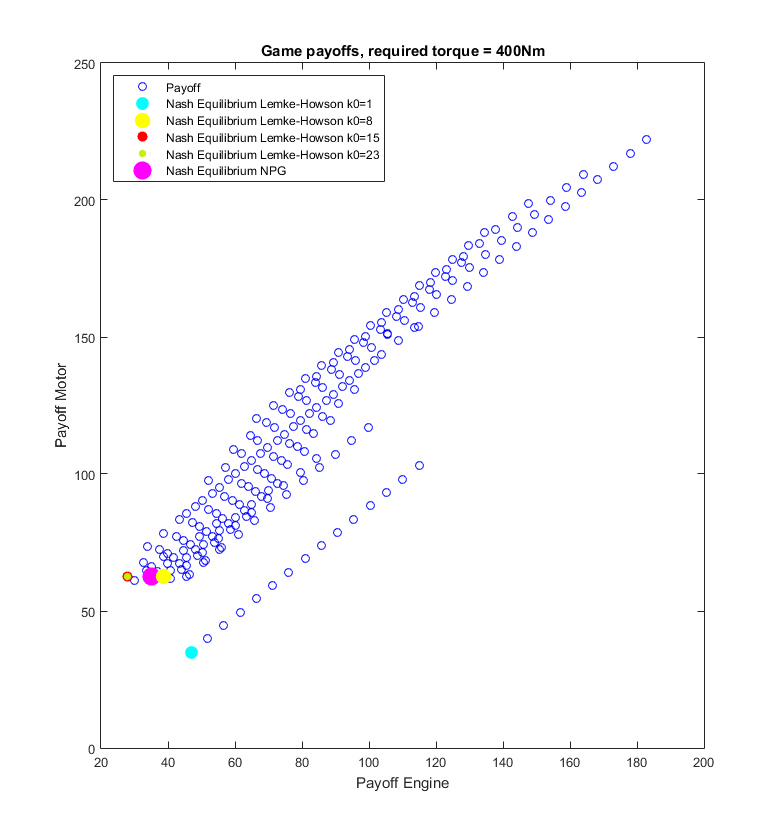 Game payoffs, required torque = 400Nm
250
Payoff
Nash Equilibrium Lemke-Howson k0=1
Nash Equilibrium Lemke-Howson k0=8
Nash Equilibrium Lemke-Howson k0=15
Nash Equilibrium Lemke-Howson k0=23
Nash Equilibrium NPG
200
150
Payoff Motor
100
50
0
20 40 60 80 100 120 140 160 180 200
Payoff Engine